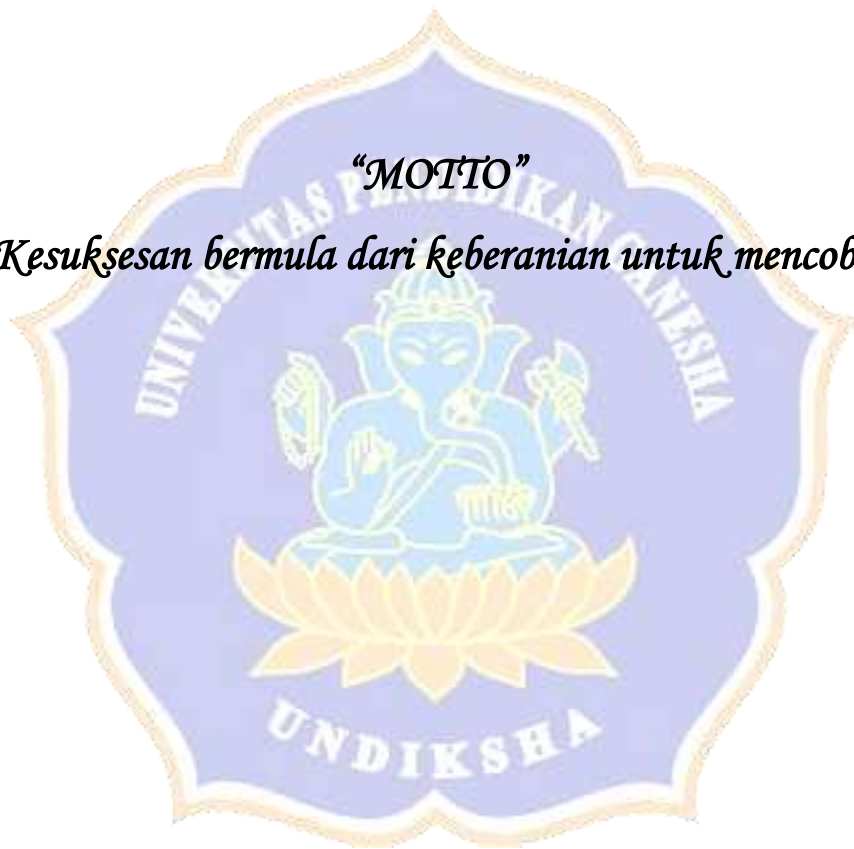 “MOTTO”
Kesuksesan bermula dari keberanian untuk mencob
UNIVERSITAS PENDIDIKAN GANESHA
UNDIKSHA